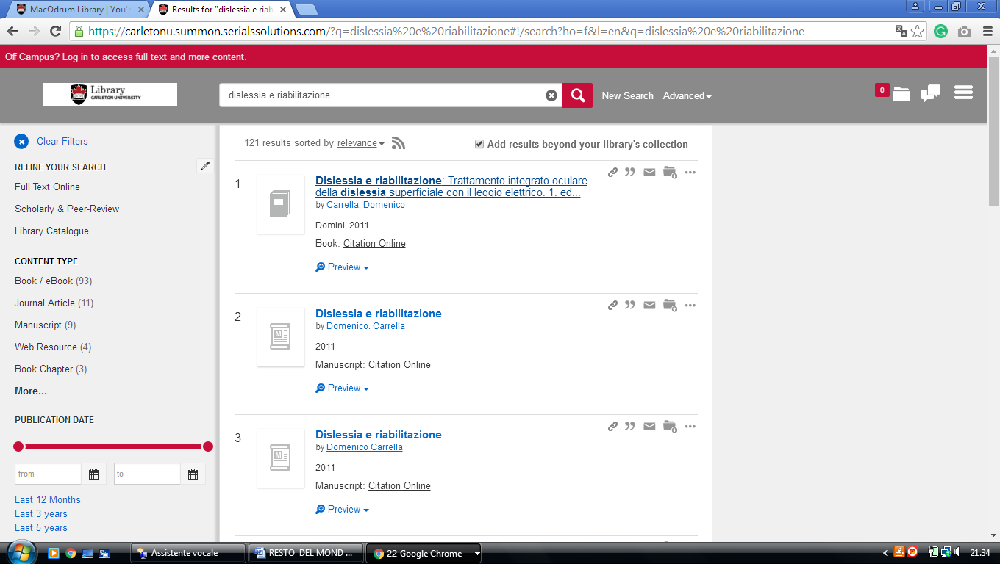 MacOdrum Library | You'r
Results for "dislessia e riab
https://carletonu.summon.serialssolutions.com/?q=dislessia%20e%20riabilitazione#!/search?ho=f&l=en&q=dislessia%20e%20riabilitazione
Off Campus? Log in to access full text and more content.
Library
CARLETON UNIVERSITY
dislessia e riabilitazione
New Search
Advanced
0
Clear Filters
REFINE YOUR SEARCH
Full Text Online
Scholarly & Peer-Review
Library Catalogue
CONTENT TYPE
Book / eBook (93)
Journal Article (11)
Manuscript (9)
Web Resource (4)
Book Chapter (3)
More...
PUBLICATION DATE
from
to
Last 12 Months
Last 3 years
Last 5 years
121 results sorted by relevance
Add results beyond your library's collection
1
Dislessia e riabilitazione: Trattamento integrato oculare
della dislessia superficiale con il leggio elettrico. 1. ed...
by Carrella, Domenico
Domini, 2011
Book: Citation Online
Preview
2
Dislessia e riabilitazione
by Domenico. Carrella
2011
Manuscript: Citation Online
Preview
3
Dislessia e riabilitazione
by Domenico Carrella
2011
Manuscript: Citation Online
Preview
Assistente vocale
RESTO DEL MOND ...
22 Google Chrome
21.34